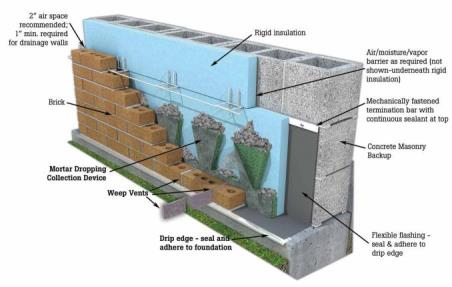 2” air space
recommended;
1” min. required
for drainage walls
Rigid insulation
Air/moisture/vapor
barrier as required (not
shown-underneath rigid
insulation)
Brick
Mechanically fastened
termination bar with
continuous sealant at top
Concrete Masonry
Backup
Mortar Dropping
Collection Device
Weep Vents
Drip edge – seal and
adhere to foundation
Flexible flashing –
seal & adhere to
drip edge